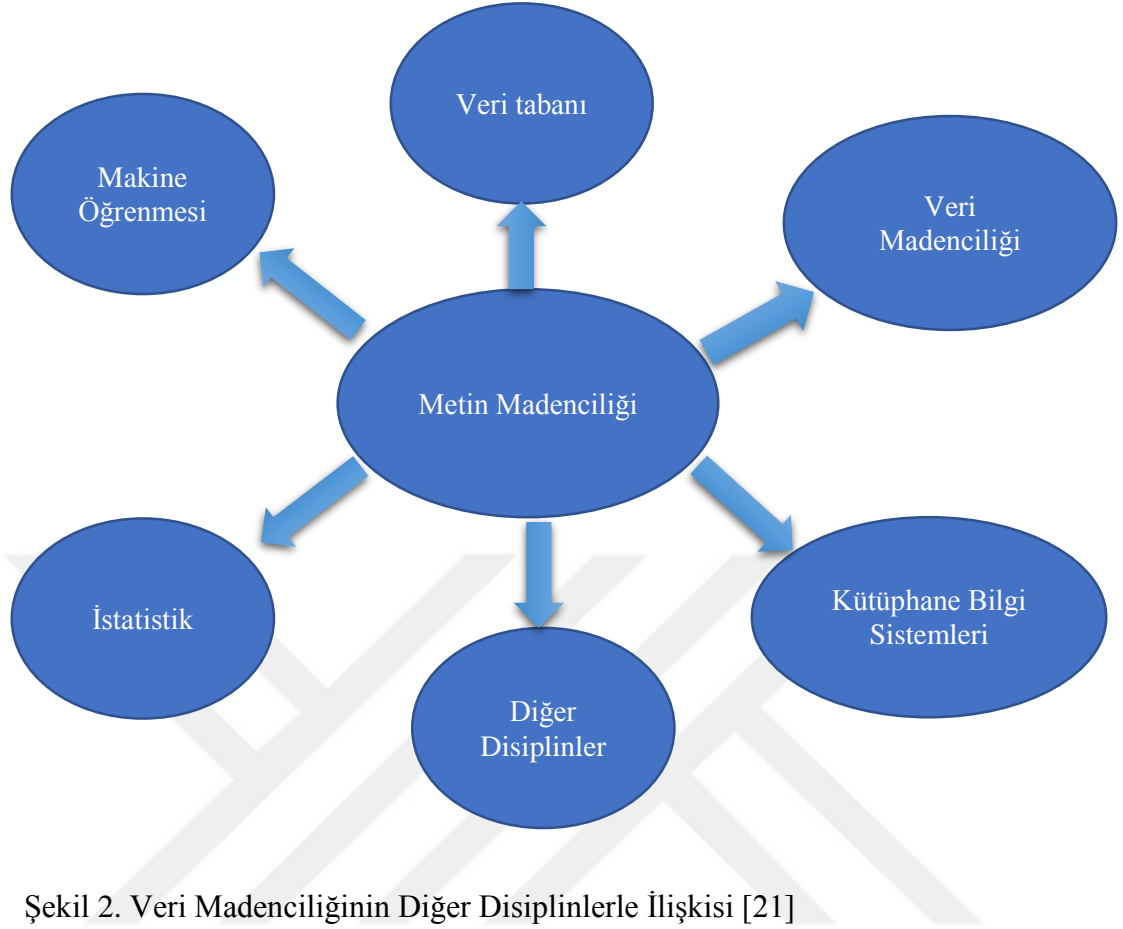 Veri tabanı
Makine
Öğrenmesi
Veri
Madenciliği
Metin Madenciliği
İstatistik
Kütüphane Bilgi
Sistemleri
Diğer
Disiplinler
Şekil 2. Veri Madenciliğinin Diğer Disiplinlerle İlişkisi [21]